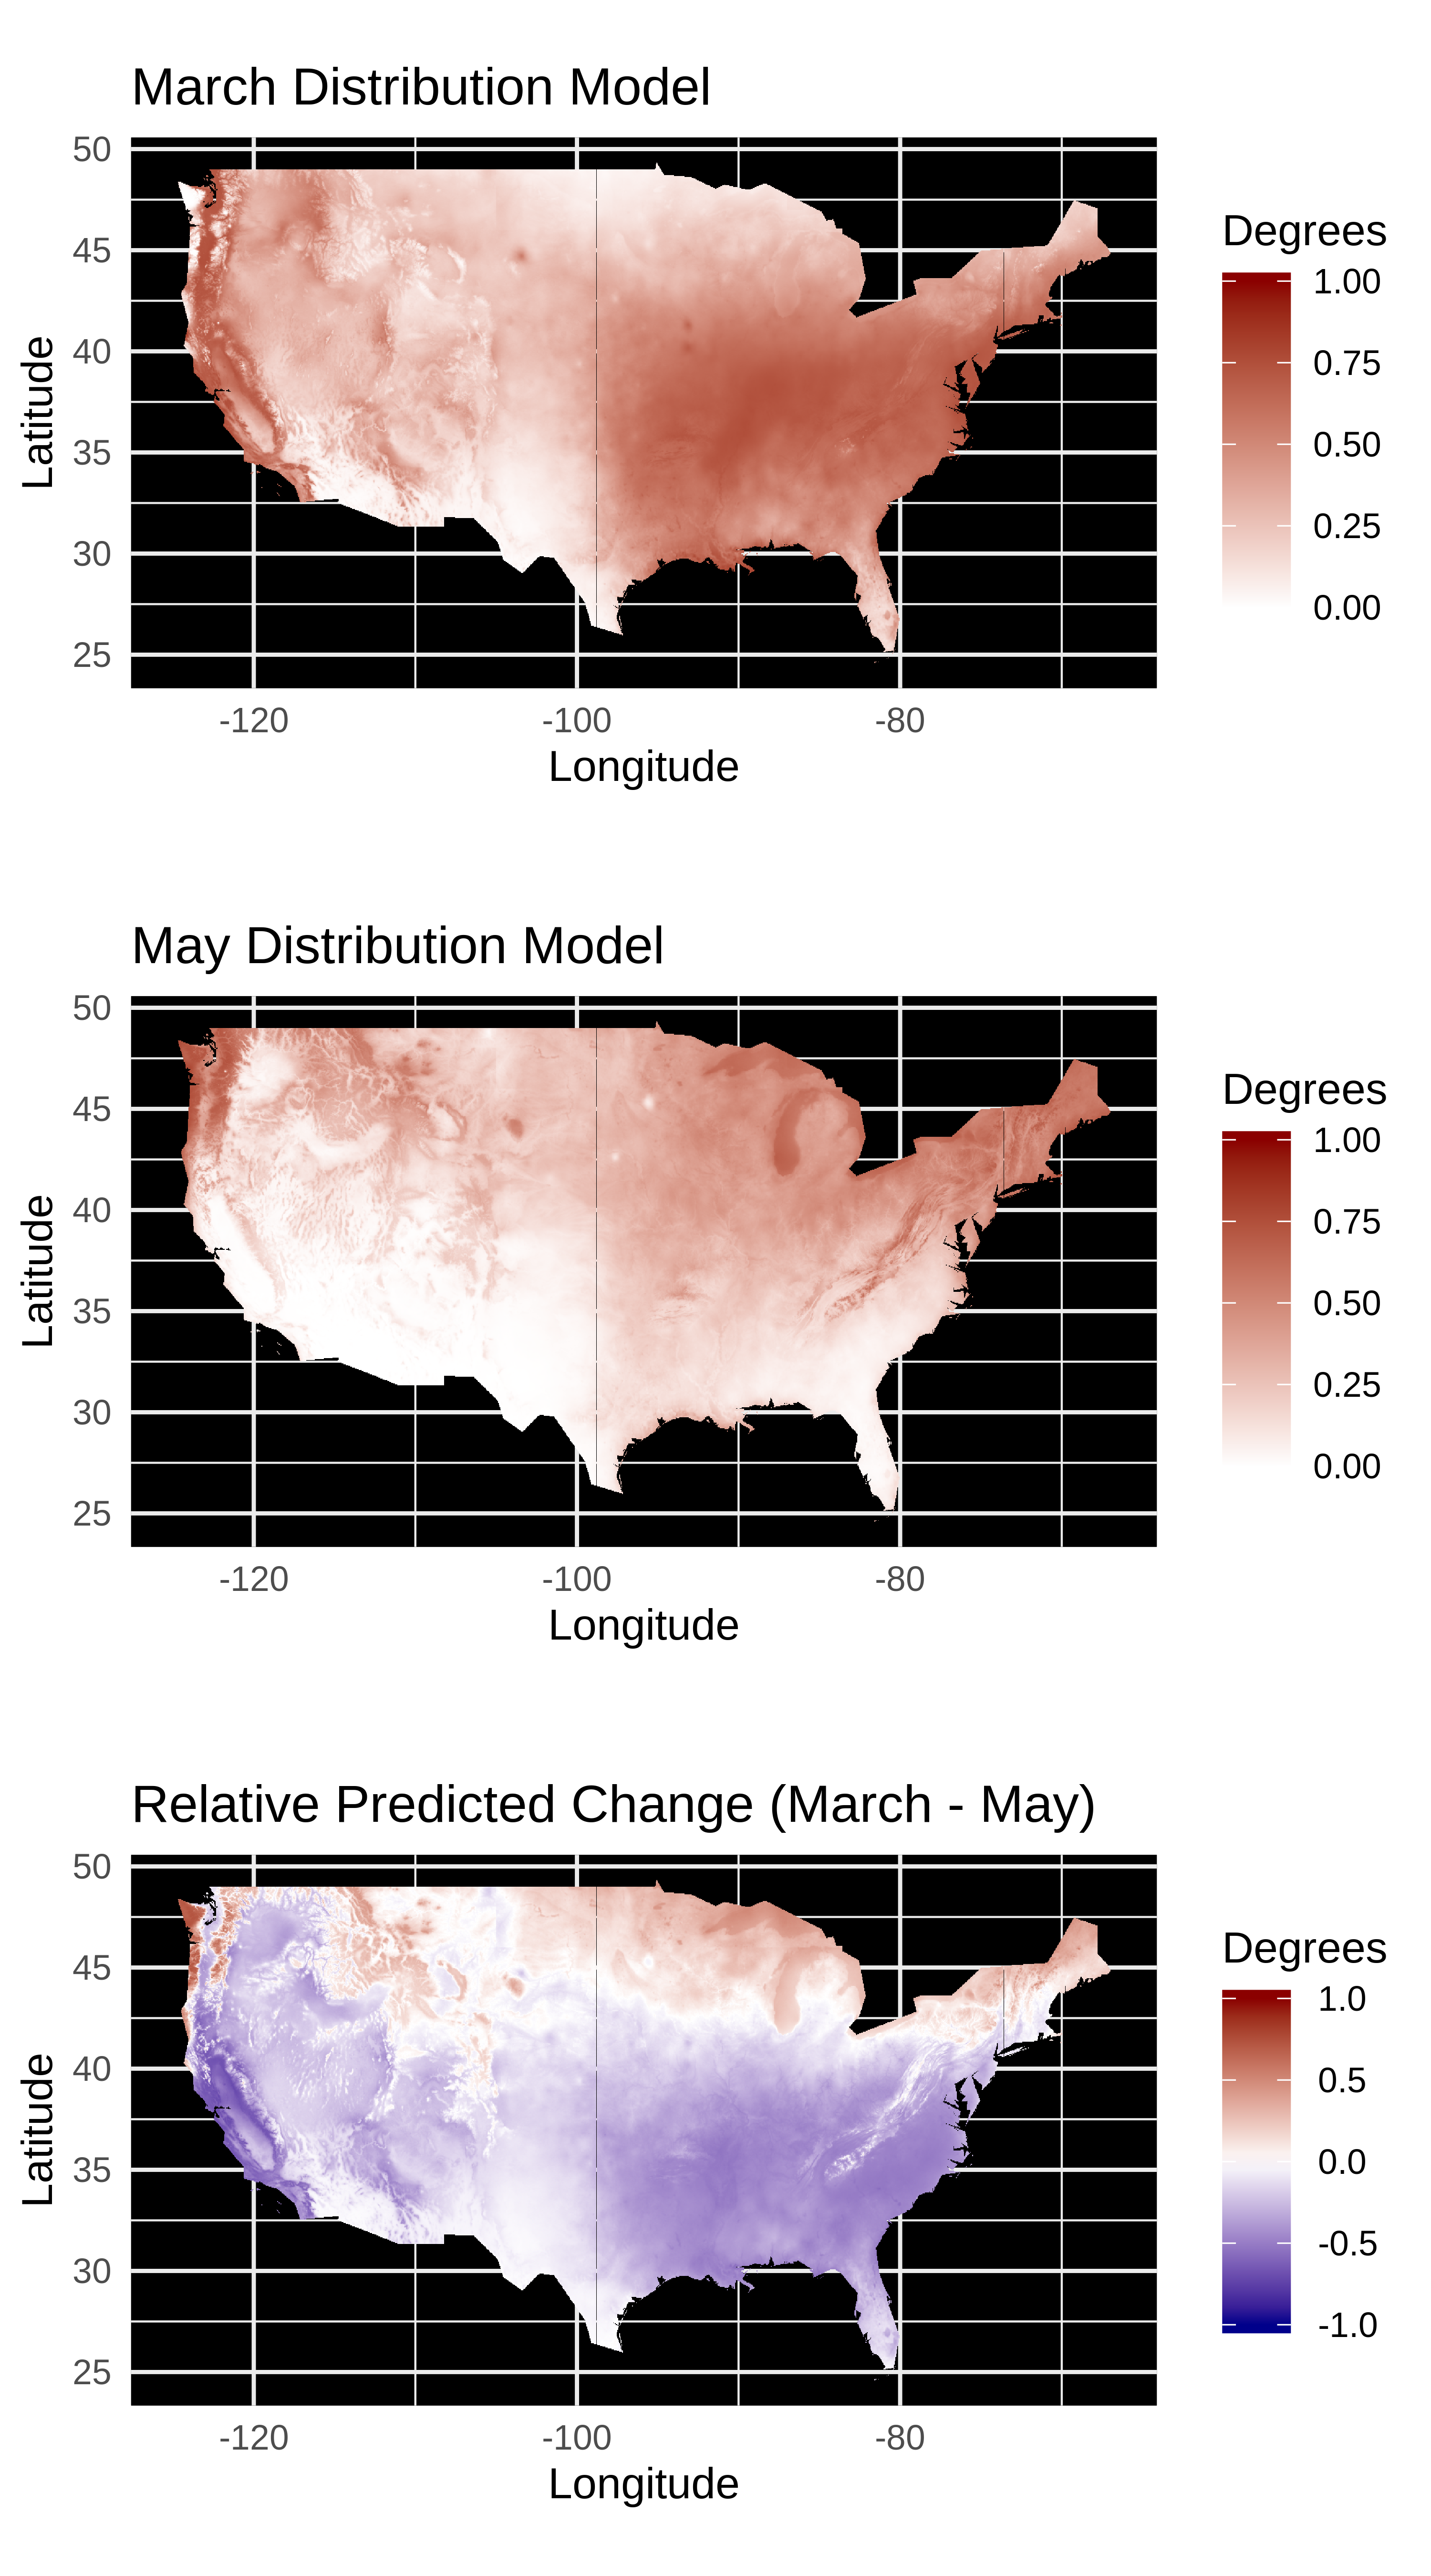 March Distribution Model
50
45
40
35
30
25
Latitude
-120 -100 -80
Longitude
Degrees
1.00
0.75
0.50
0.25
0.00
May Distribution Model
50
45
40
35
30
25
Latitude
-120 -100 -80
Longitude
Degrees
1.00
0.75
0.50
0.25
0.00
Relative Predicted Change (March - May)
50
45
40
35
30
25
Latitude
-120 -100 -80
Longitude
Degrees
1.0
0.5
0.0
-0.5
-1.0